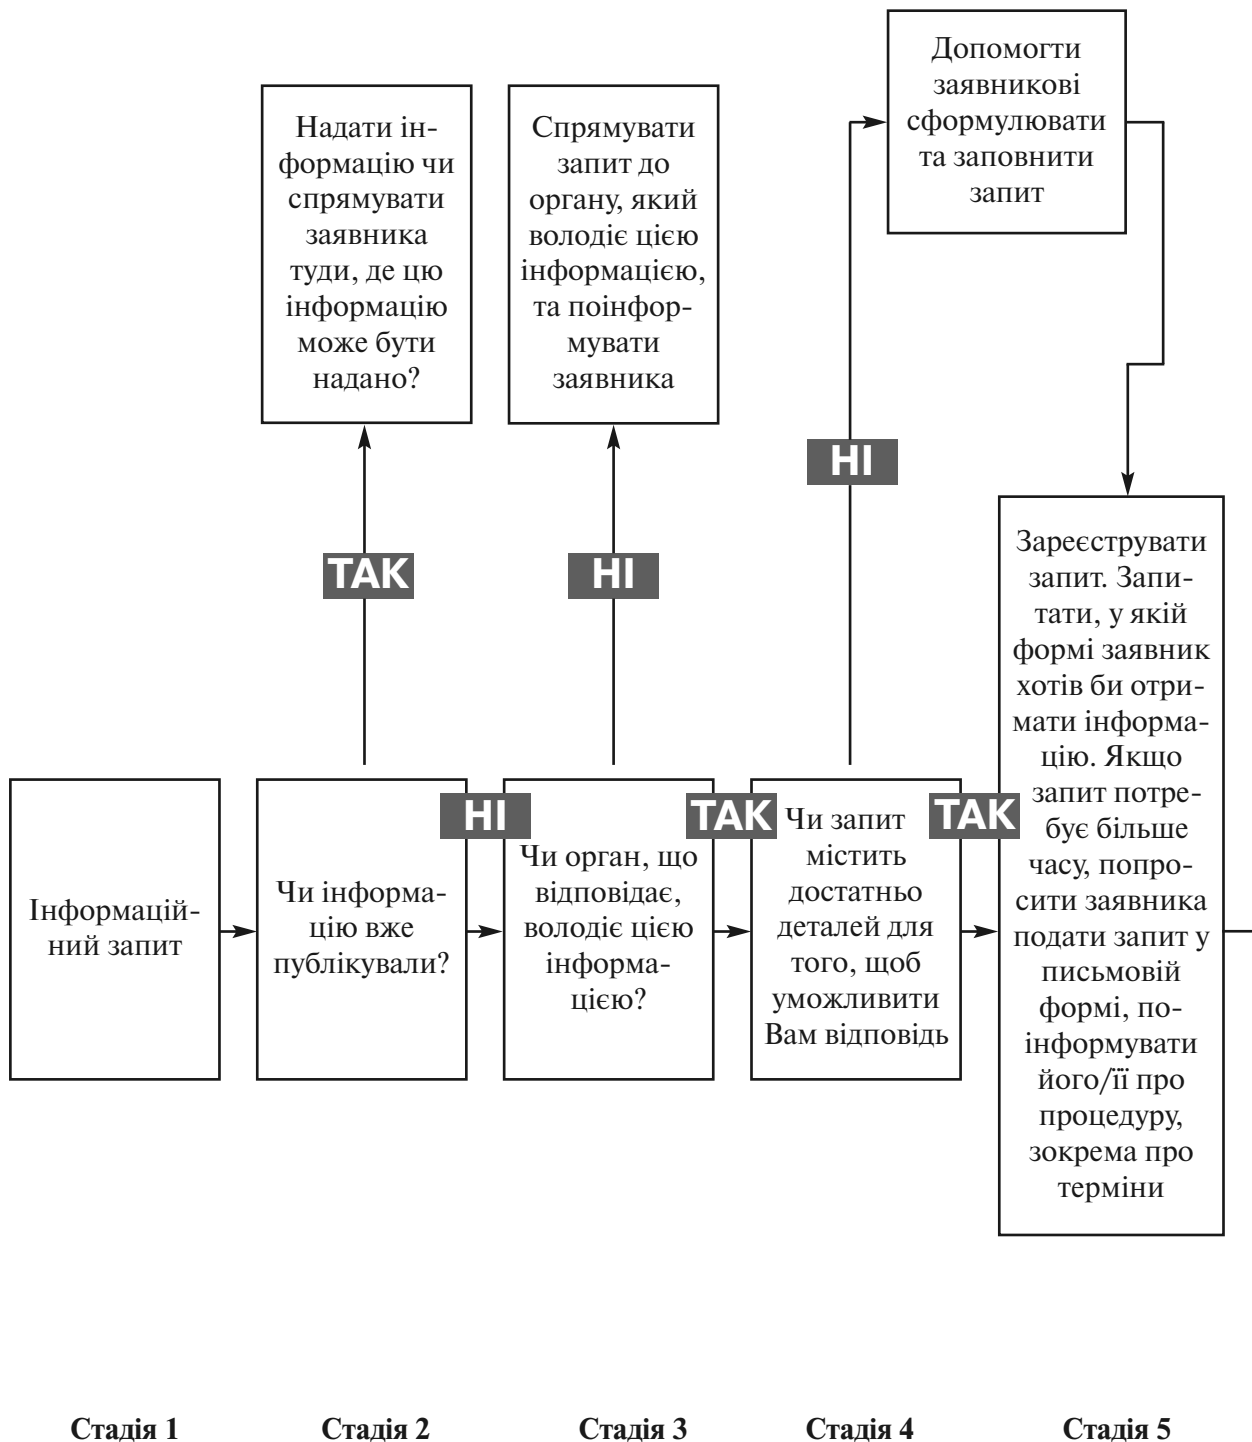 Допомогти
заявникові
сформулювати
та заповнити
запит
Надати ін-
формацію чи
спрямувати
заявника
туди, де цю
інформацію
може бути
надано?
Спрямувати
запит до
органу, який
володіє цією
інформацією,
та поінфор-
мувати
заявника
НІ
ТАК
НІ
Інформацій-
ний запит
Чи інформа-
цію вже
публікували?
НІ
Чи орган, що
відповідає,
володіє цією
інформа-
цією?
ТАК
Чи запит
містить
достатньо
деталей для
того, щоб
уможливити
Вам відповідь
ТАК
Зареєструвати
запит. Запи-
тати, у якій
формі заявник
хотів би отри-
мати інформа-
цію. Якщо
запит потре-
бує більше
часу, попро-
сити заявника
подати запит у
письмовій
формі, по-
інформувати
його/її про
процедуру,
зокрема про
терміни
Стадія 1
Стадія 2
Стадія 3
Стадія 4
Стадія 5